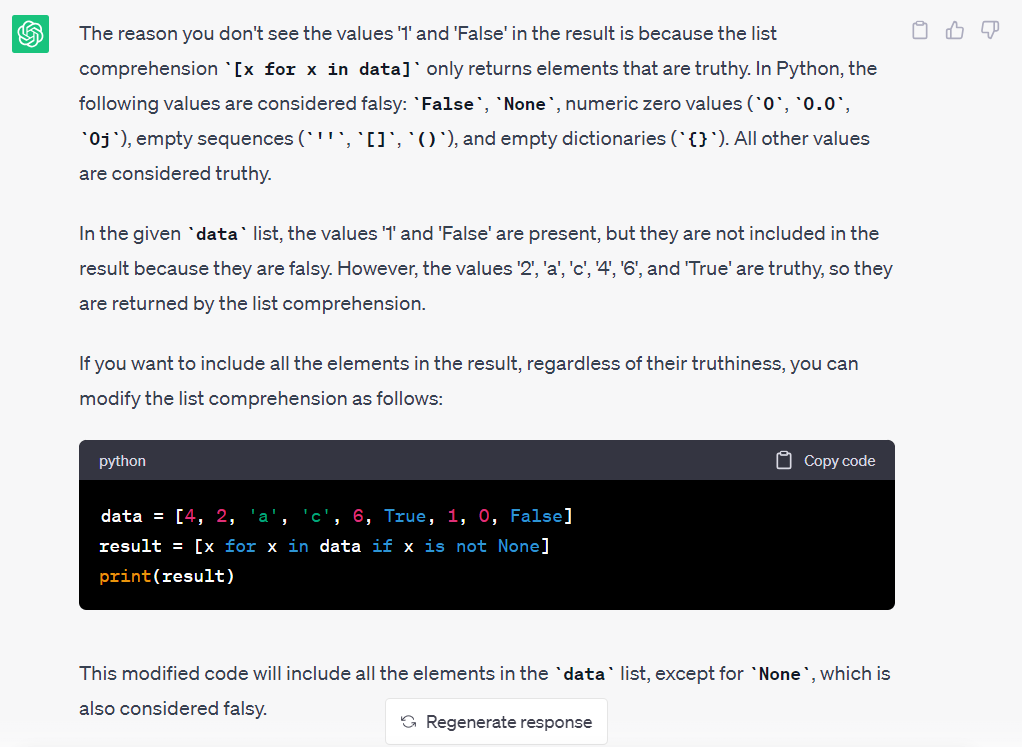 The reason you don't see the values '1' and 'False' in the result is because the list
comprehension `[x for x in data]` only returns elements that are truthy. In Python, the
following values are considered falsy: `False`, `None`, numeric zero values (`0`, `0.0`,
`0j`), empty sequences (`''`, `[]`, `()`), and empty dictionaries (`{}`). All other values
are considered truthy.
In the given `data` list, the values '1' and 'False' are present, but they are not included in the
result because they are falsy. However, the values '2', 'a', 'c', '4', '6', and 'True' are truthy, so they
are returned by the list comprehension.
If you want to include all the elements in the result, regardless of their truthiness, you can
modify the list comprehension as follows:
python Copy code
data = [4, 2, 'a', 'c', 6, True, 1, 0, False]
result = [x for x in data if x is not None]
print(result)
This modified code will include all the elements in the `data` list, except for `None`, which is
also considered falsy.
Regenerate response